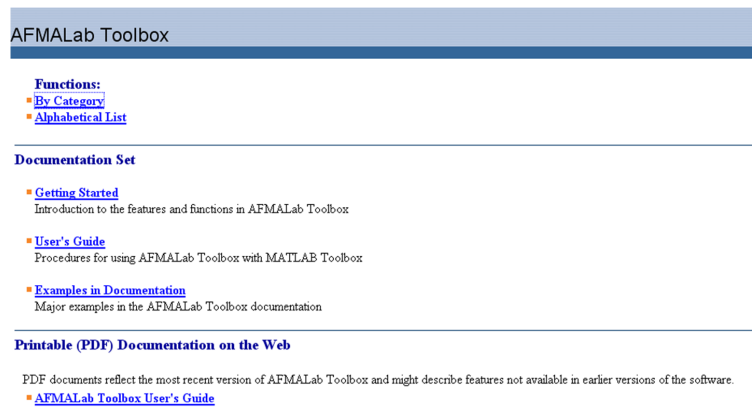 AFMALab Toolbox
Functions:
By Category
Alphabetical List
Documentation Set
Getting Started
Introduction to the features and functions in AFMALab Toolbox
User's Guide
Procedures for using AFMALab Toolbox with MATLAB Toolbox
Examples in Documentation
Major examples in the AFMALab Toolbox documentation
Printable (PDF) Documentation on the Web
PDF documents reflect the most recent version of AFMALab Toolbox and might describe features not available in earlier versions of the software.
AFMALab Toolbox User's Guide